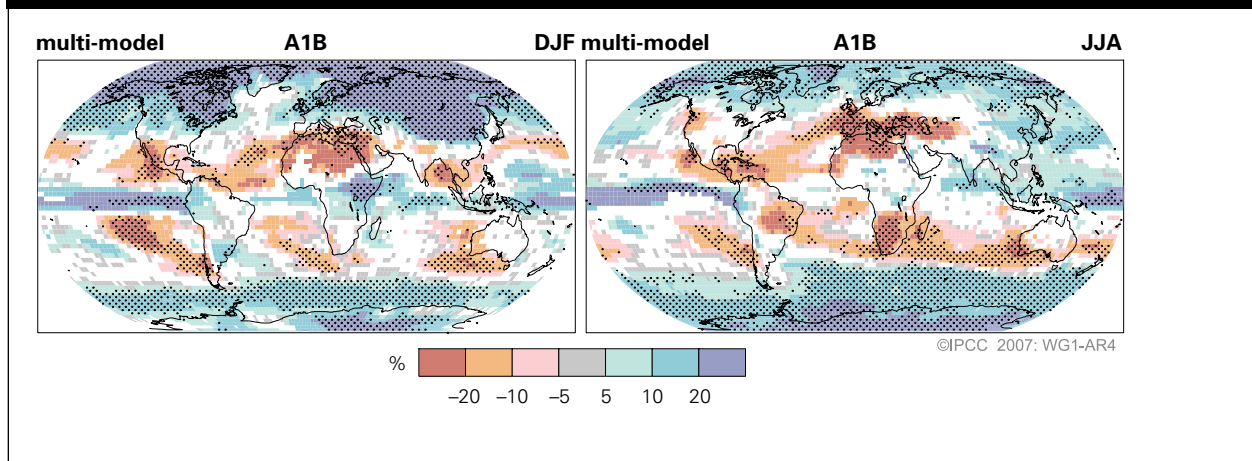 multi-model A1B DJF multi-model A1B JJA
©IPCC 2007: WG1-AR4
%
–20 –10 –5 5 10 20